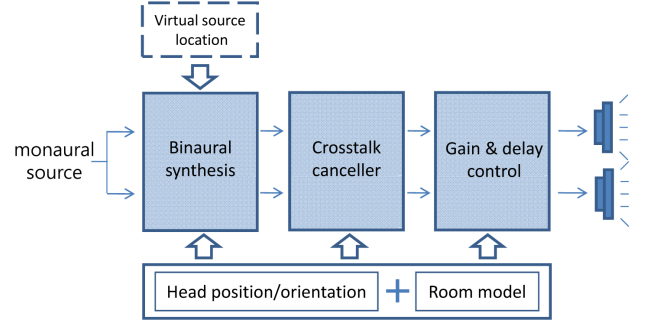 Virtual source
location
monaural
source
Binaural
synthesis
Crosstalk
canceller
Gain & delay
control
Head position/orientation
Room model